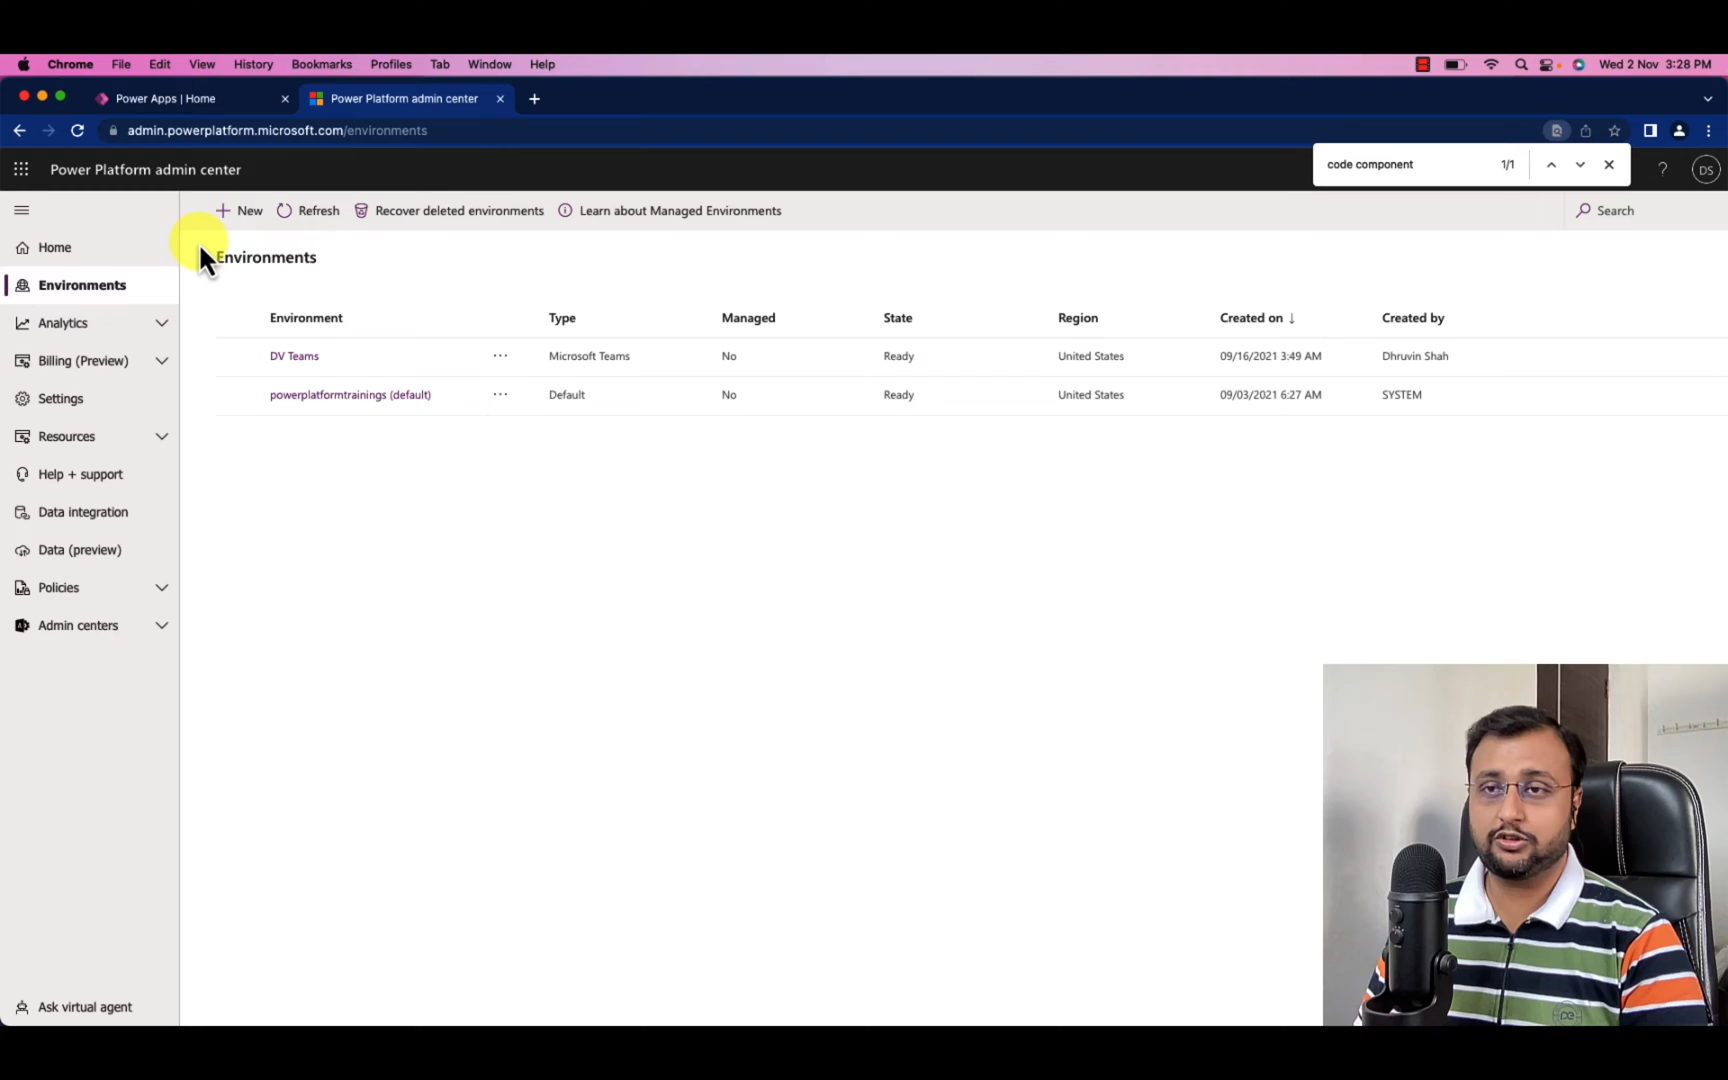 Chrome File Edit View History Bookmarks Profiles Tab Window Help Wed 2 Nov 3:28 PM
Power Apps | Home Power Platform admin center
admin.powerplatform.microsoft.com/environments
code component 1/1
Power Platform admin center ? DS
New Refresh Recover deleted environments Learn about Managed Environments Search
Home
Environments
Analytics
Billing (Preview)
Settings
Resources
Help + support
Data integration
Data (preview)
Policies
Admin centers
Ask virtual agent
Environments
Environment Type Managed State Region Created on ↓ Created by
DV Teams ... Microsoft Teams No Ready United States 09/16/2021 3:49 AM Dhruvin Shah
powerplatformtrainings (default) ... Default No Ready United States 09/03/2021 6:27 AM SYSTEM